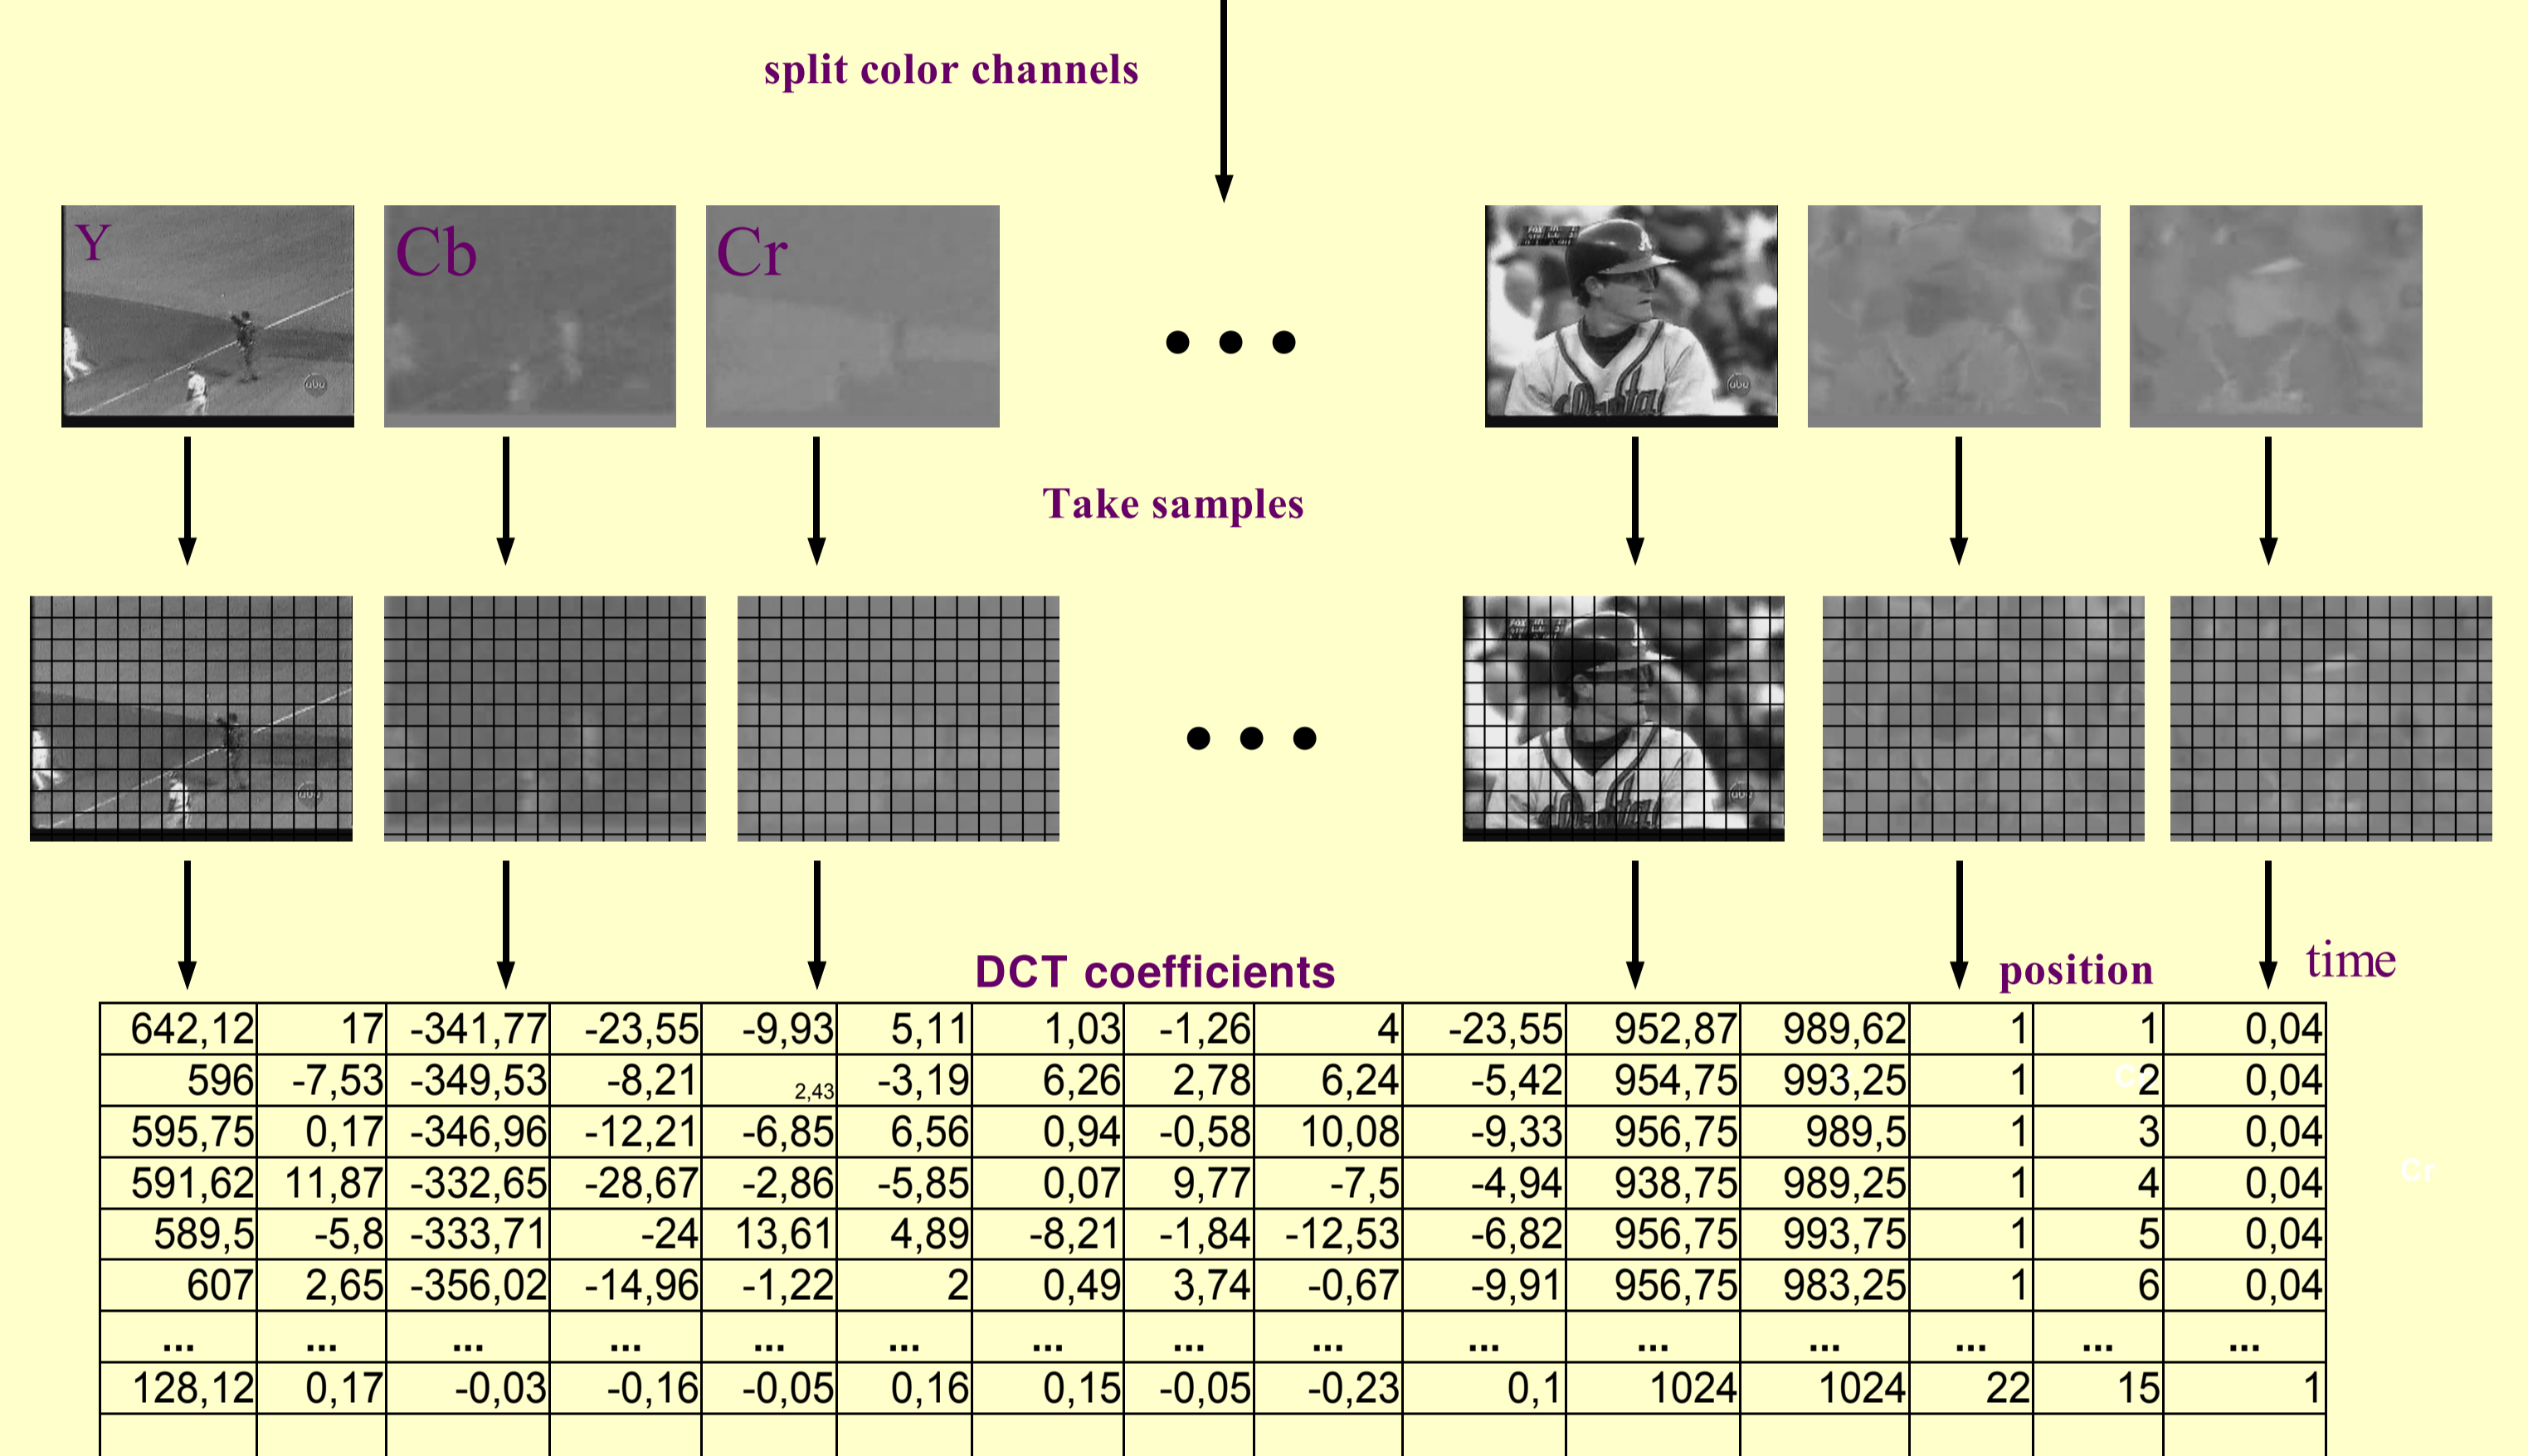 split color channels
Y Cb Cr
Take samples
DCT coefficients position time
642,12 17 -341,77 -23,55 -9,93 5,11 1,03 -1,26 4 -23,55 952,87 989,62 1 1 0,04
596 -7,53 -349,53 -8,21 2,43 -3,19 6,26 2,78 6,24 -5,42 954,75 993,25 1 2 0,04
595,75 0,17 -346,96 -12,21 -6,85 6,56 0,94 -0,58 10,08 -9,33 956,75 989,5 1 3 0,04
591,62 11,87 -332,65 -28,67 -2,86 -5,85 0,07 9,77 -7,5 -4,94 938,75 989,25 1 4 0,04
Cr
589,5 -5,8 -333,71 -24 13,61 4,89 -8,21 -1,84 -12,53 -6,82 956,75 993,75 1 5 0,04
607 2,65 -356,02 -14,96 -1,22 2 0,49 3,74 -0,67 -9,91 956,75 983,25 1 6 0,04
... ... ... ... ... ... ... ... ... ... ... ... ... ... ...
128,12 0,17 -0,03 -0,16 -0,05 0,16 0,15 -0,05 -0,23 0,1 1024 1024 22 15 1